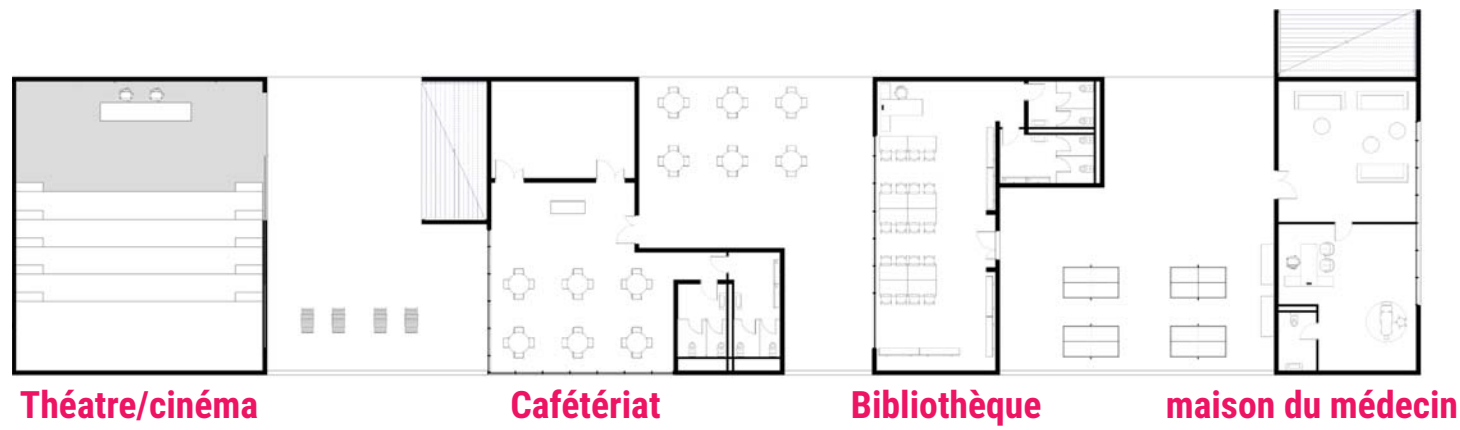 Théatre/cinéma
Cafétériat
Bibliothèque
maison du médecin